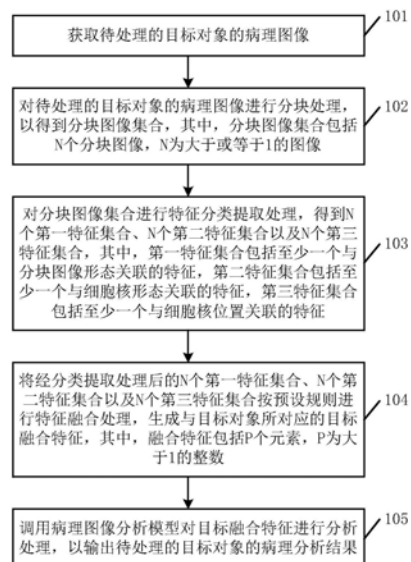 获取待处理的目标对象的病理图像
101
对待处理的目标对象的病理图像进行分块处理，
以得到分块图像集合，其中，分块图像集合包括
N个分块图像，N为大于或等于1的图像
102
对分块图像集合进行特征分类提取处理，得到N
个第一特征集合、N个第二特征集合以及N个第三
特征集合，其中，第一特征集合包括至少一个与
分块图像形态关联的特征，第二特征集合包括至
少一个与细胞核形态关联的特征，第三特征集合
包括至少一个与细胞核位置关联的特征
103
将经分类提取处理后的N个第一特征集合、N个第
二特征集合以及N个第三特征集合按预设规则进
行特征融合处理，生成与目标对象所对应的目标
融合特征，其中，融合特征包括P个元素，P为大
于1的整数
104
调用病理图像分析模型对目标融合特征进行分析
处理，以输出待处理的目标对象的病理分析结果
105